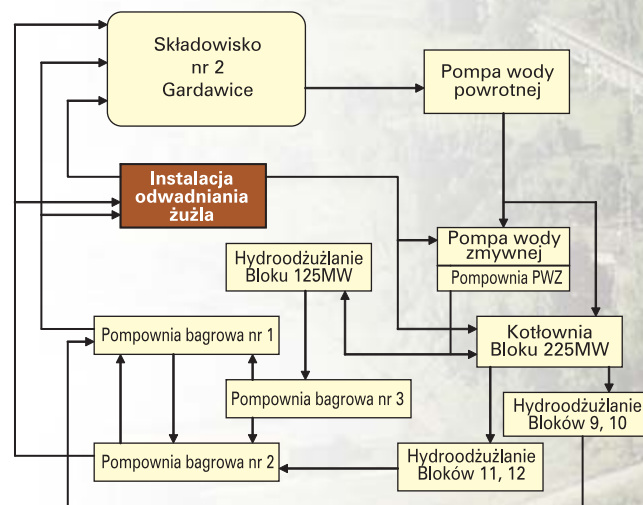 Składowisko
nr 2
Gardawice
Pompa wody
powrotnej
Instalacja
odwadniania
żużla
Pompa wody
zmywnej
Pompownia PWZ
Hydroodżużlanie
Bloku 125MW
Pompownia bagrowa nr 1
Kotłownia
Bloku 225MW
Pompownia bagrowa nr 3
Hydroodżużlanie
Bloków 9, 10
Pompownia bagrowa nr 2
Hydroodżużlanie
Bloków 11, 12